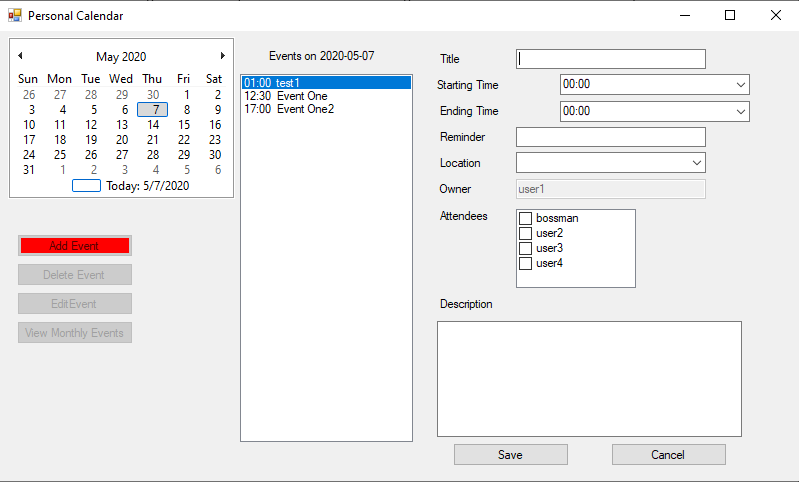 Personal Calendar
May 2020
Sun Mon Tue Wed Thu Fri Sat
26 27 28 29 30 1 2
3 4 5 6 7 8 9
10 11 12 13 14 15 16
17 18 19 20 21 22 23
24 25 26 27 28 29 30
31 1 2 3 4 5 6
Today: 5/7/2020
Add Event
Delete Event
EditEvent
View Monthly Events
Events on 2020-05-07
01:00 test1
12:30 Event One
17:00 Event One2
Title
Starting Time 00:00
Ending Time 00:00
Reminder
Location
Owner user1
Attendees
bossman
user2
user3
user4
Description
Save Cancel